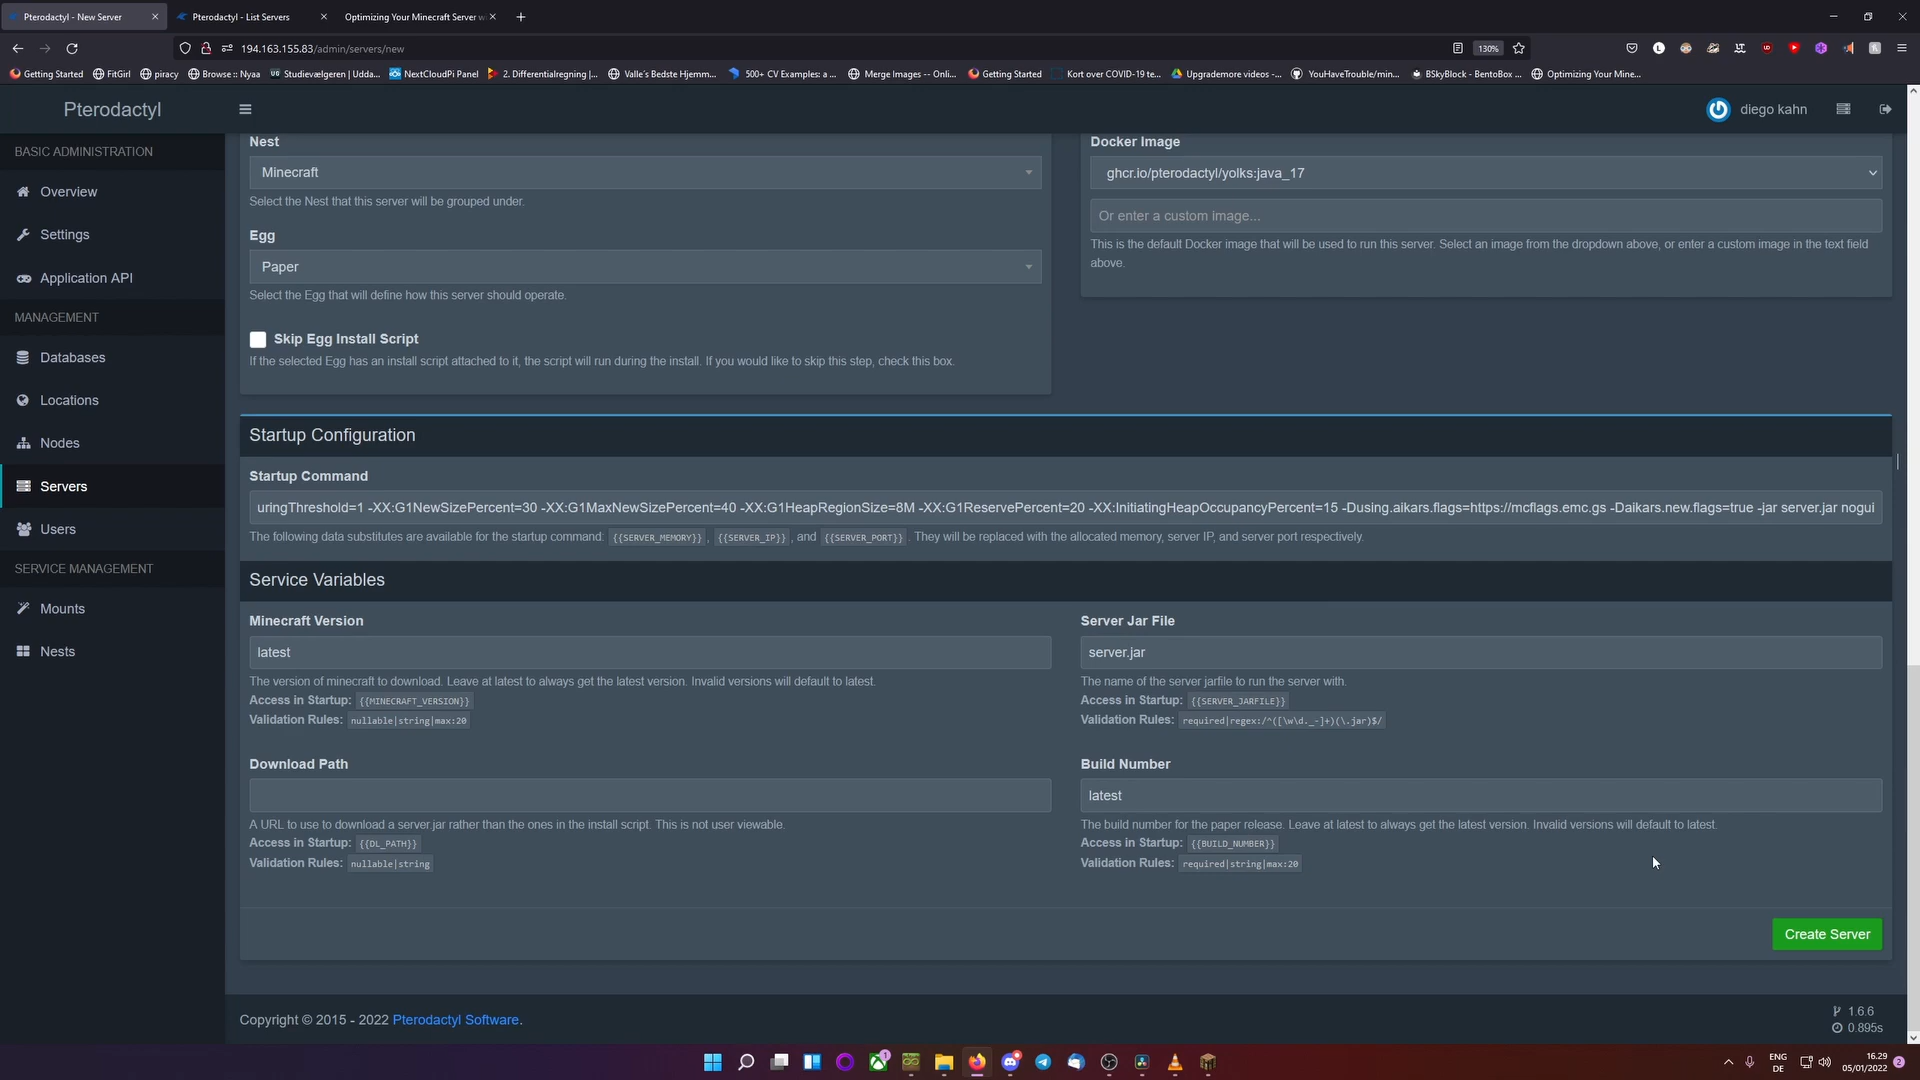 Pterodactyl - New Server
Pterodactyl - List Servers
Optimizing Your Minecraft Server w
194.163.155.83/admin/servers/new
130%
Getting Started
FitGirl
piracy
Browse :: Nyaa
Studievælgeren | Udda...
NextCloudPi Panel
2. Differentialregning |...
Valle's Bedste Hjemm...
500+ CV Examples: a ...
Merge Images -- Onli...
Getting Started
Kort over COVID-19 te...
Upgrademore videos -...
YouHaveTrouble/min...
BSkyBlock - BentoBox ...
Optimizing Your Mine...
Pterodactyl
diego kahn
BASIC ADMINISTRATION
Overview
Settings
Application API
MANAGEMENT
Databases
Locations
Nodes
Servers
Users
SERVICE MANAGEMENT
Mounts
Nests
Nest
Minecraft
Select the Nest that this server will be grouped under.
Egg
Paper
Select the Egg that will define how this server should operate.
Skip Egg Install Script
If the selected Egg has an install script attached to it, the script will run during the install. If you would like to skip this step, check this box.
Docker Image
ghcr.io/pterodactyl/yolks:java_17
Or enter a custom image...
This is the default Docker image that will be used to run this server. Select an image from the dropdown above, or enter a custom image in the text field
above.
Startup Configuration
Startup Command
uringThreshold=1 -XX:G1NewSizePercent=30 -XX:G1MaxNewSizePercent=40 -XX:G1HeapRegionSize=8M -XX:G1ReservePercent=20 -XX:InitiatingHeapOccupancyPercent=15 -Dusing.aikars.flags=https://mcflags.emc.gs -Daikars.new.flags=true -jar server.jar nogui
The following data substitutes are available for the startup command: {{SERVER_MEMORY}}, {{SERVER_IP}}, and {{SERVER_PORT}}. They will be replaced with the allocated memory, server IP, and server port respectively.
Service Variables
Minecraft Version
latest
The version of minecraft to download. Leave at latest to always get the latest version. Invalid versions will default to latest.
Access in Startup: {{MINECRAFT_VERSION}}
Validation Rules: nullable|string|max:20
Server Jar File
server.jar
The name of the server jarfile to run the server with.
Access in Startup: {{SERVER_JARFILE}}
Validation Rules: required|regex:/^([\w\d._-]+)(\.jar)$/
Download Path
A URL to use to download a server.jar rather than the ones in the install script. This is not user viewable.
Access in Startup: {{DL_PATH}}
Validation Rules: nullable|string
Build Number
latest
The build number for the paper release. Leave at latest to always get the latest version. Invalid versions will default to latest.
Access in Startup: {{BUILD_NUMBER}}
Validation Rules: required|string|max:20
Create Server
Copyright © 2015 - 2022 Pterodactyl Software.
1.6.6
0.895s
ENG
DE
16.29
05/01/2022
2